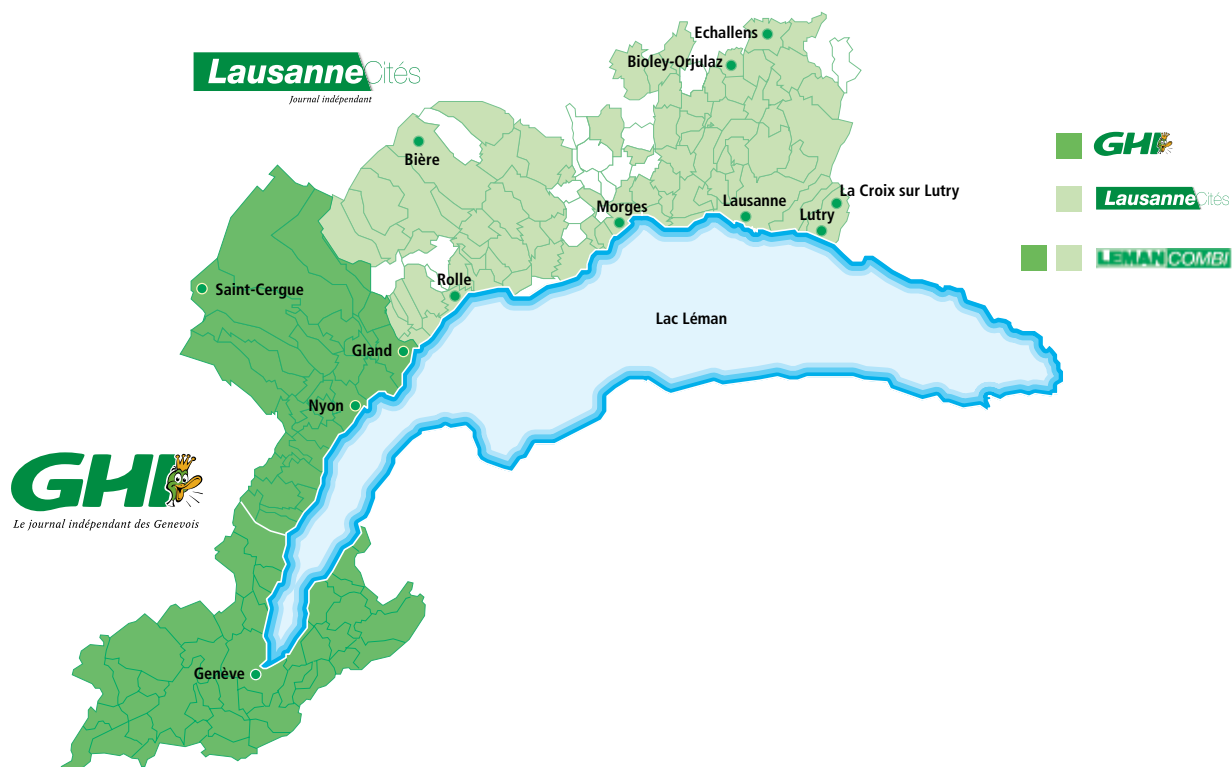 Echallens
Bioley-Orjulaz
LausanneCités
Journal indépendant
Bière
GHI
La Croix sur Lutry
LausanneCités
Lausanne
Morges
Lutry
LEMANCOMBI
Rolle
Saint-Cergue
Lac Léman
Gland
Nyon
GHI
Le journal indépendant des Genevois
Genève